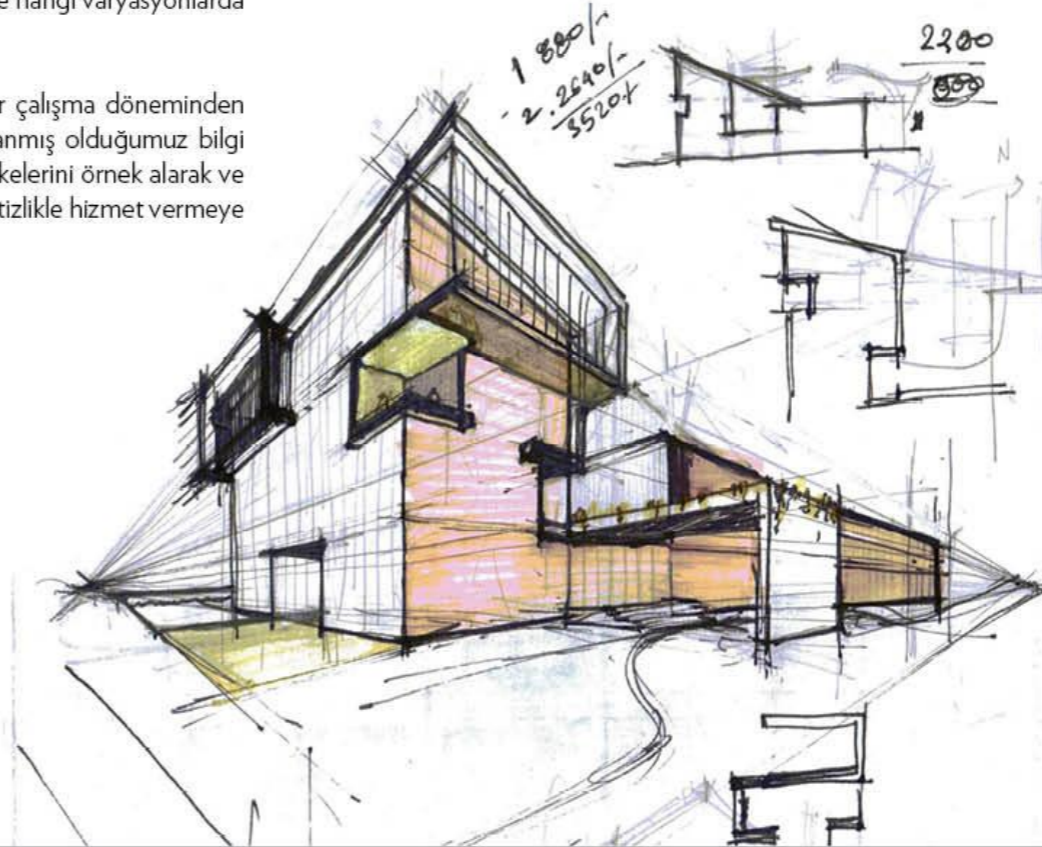 e hangi varyasyonlarda
r çalışma döneminden
anmış olduğumuz bilgi
kelerini örnek alarak ve
tizlikle hizmet vermeye
1 880/-
2. 2640/-
3520/-
2200
N